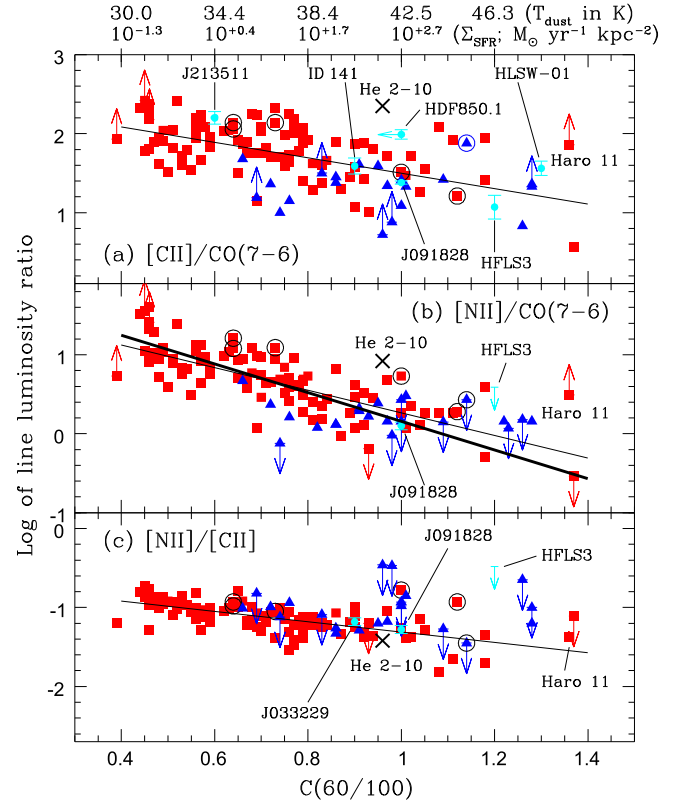 30.0 34.4 38.4 42.5 46.3 (T_dust in K)
10^−1.3 10^+0.4 10^+1.7 10^+2.7 (Σ_SFR; M_⊙ yr^−1 kpc^−2)
3
J213511
ID 141
He 2−10
HLSW−01
HDF850.1
2
Haro 11
1
J091828
HFLS3
(a) [CII]/CO(7−6)
(b) [NII]/CO(7−6)
He 2−10
HFLS3
1
Haro 11
0
J091828
-1
0
(c) [NII]/[CII]
J091828
HFLS3
-1
He 2−10
Haro 11
-2
J033229
0.4 0.6 0.8 1 1.2 1.4
C(60/100)
Log of line luminosity ratio